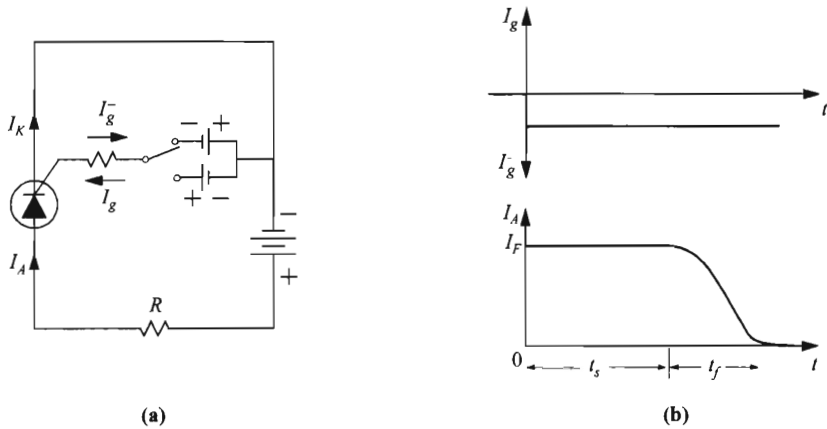 I_K
I_g^-
− +
I_g
+ −
I_A
−
+
R
(a)
I_g
t
I_g^-
I_A
I_F
0
t_s
t_f
t
(b)